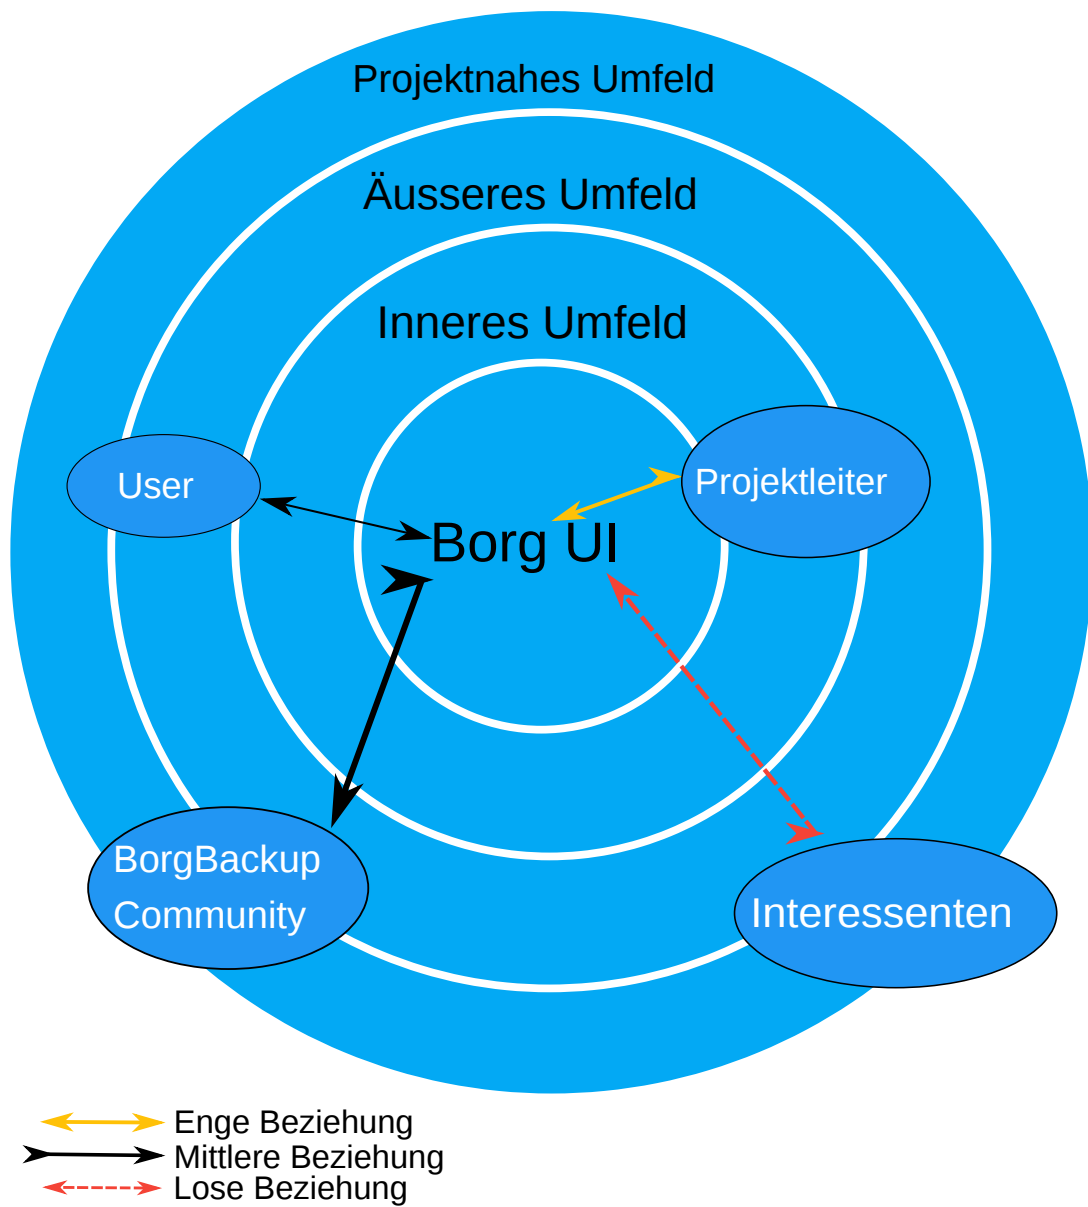 Projektnahes Umfeld
Äusseres Umfeld
Inneres Umfeld
User
Projektleiter
Borg UI
BorgBackup
Community
Interessenten
Enge Beziehung
Mittlere Beziehung
Lose Beziehung